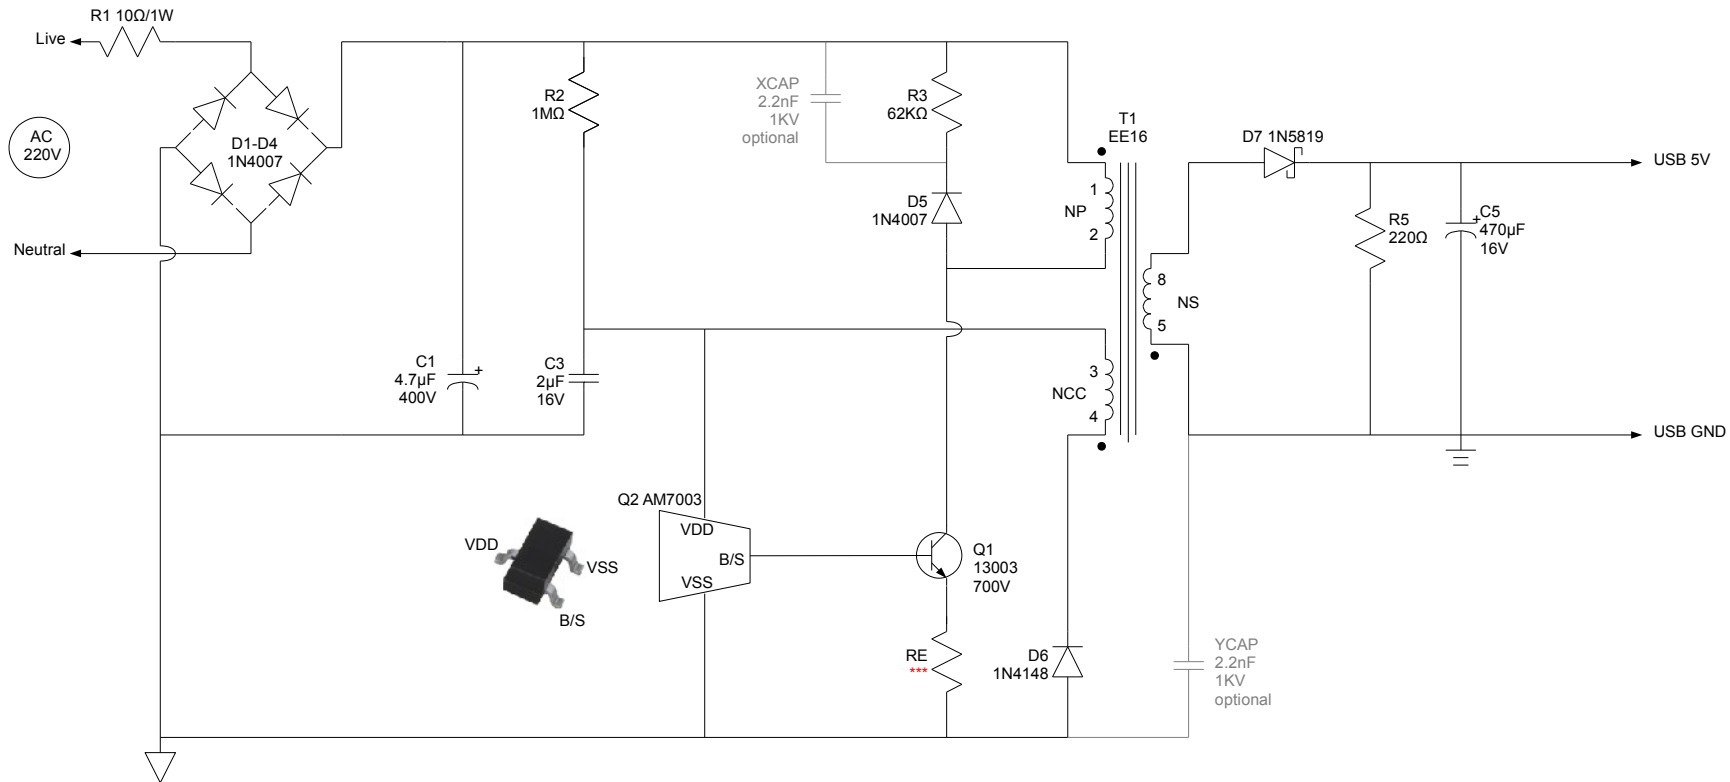 R1 10Ω/1W
Live
AC
220V
Neutral
D1-D4
1N4007
C1
4.7µF
400V
+
R2
1MΩ
C3
2µF
16V
XCAP
2.2nF
1KV
optional
R3
62KΩ
D5
1N4007
T1
EE16
1
NP
2
3
NCC
4
8
NS
5
D7 1N5819
R5
220Ω
+
C5
470µF
16V
USB 5V
USB GND
Q2 AM7003
VDD
B/S
VSS
VDD
VSS
B/S
Q1
13003
700V
RE
***
D6
1N4148
YCAP
2.2nF
1KV
optional